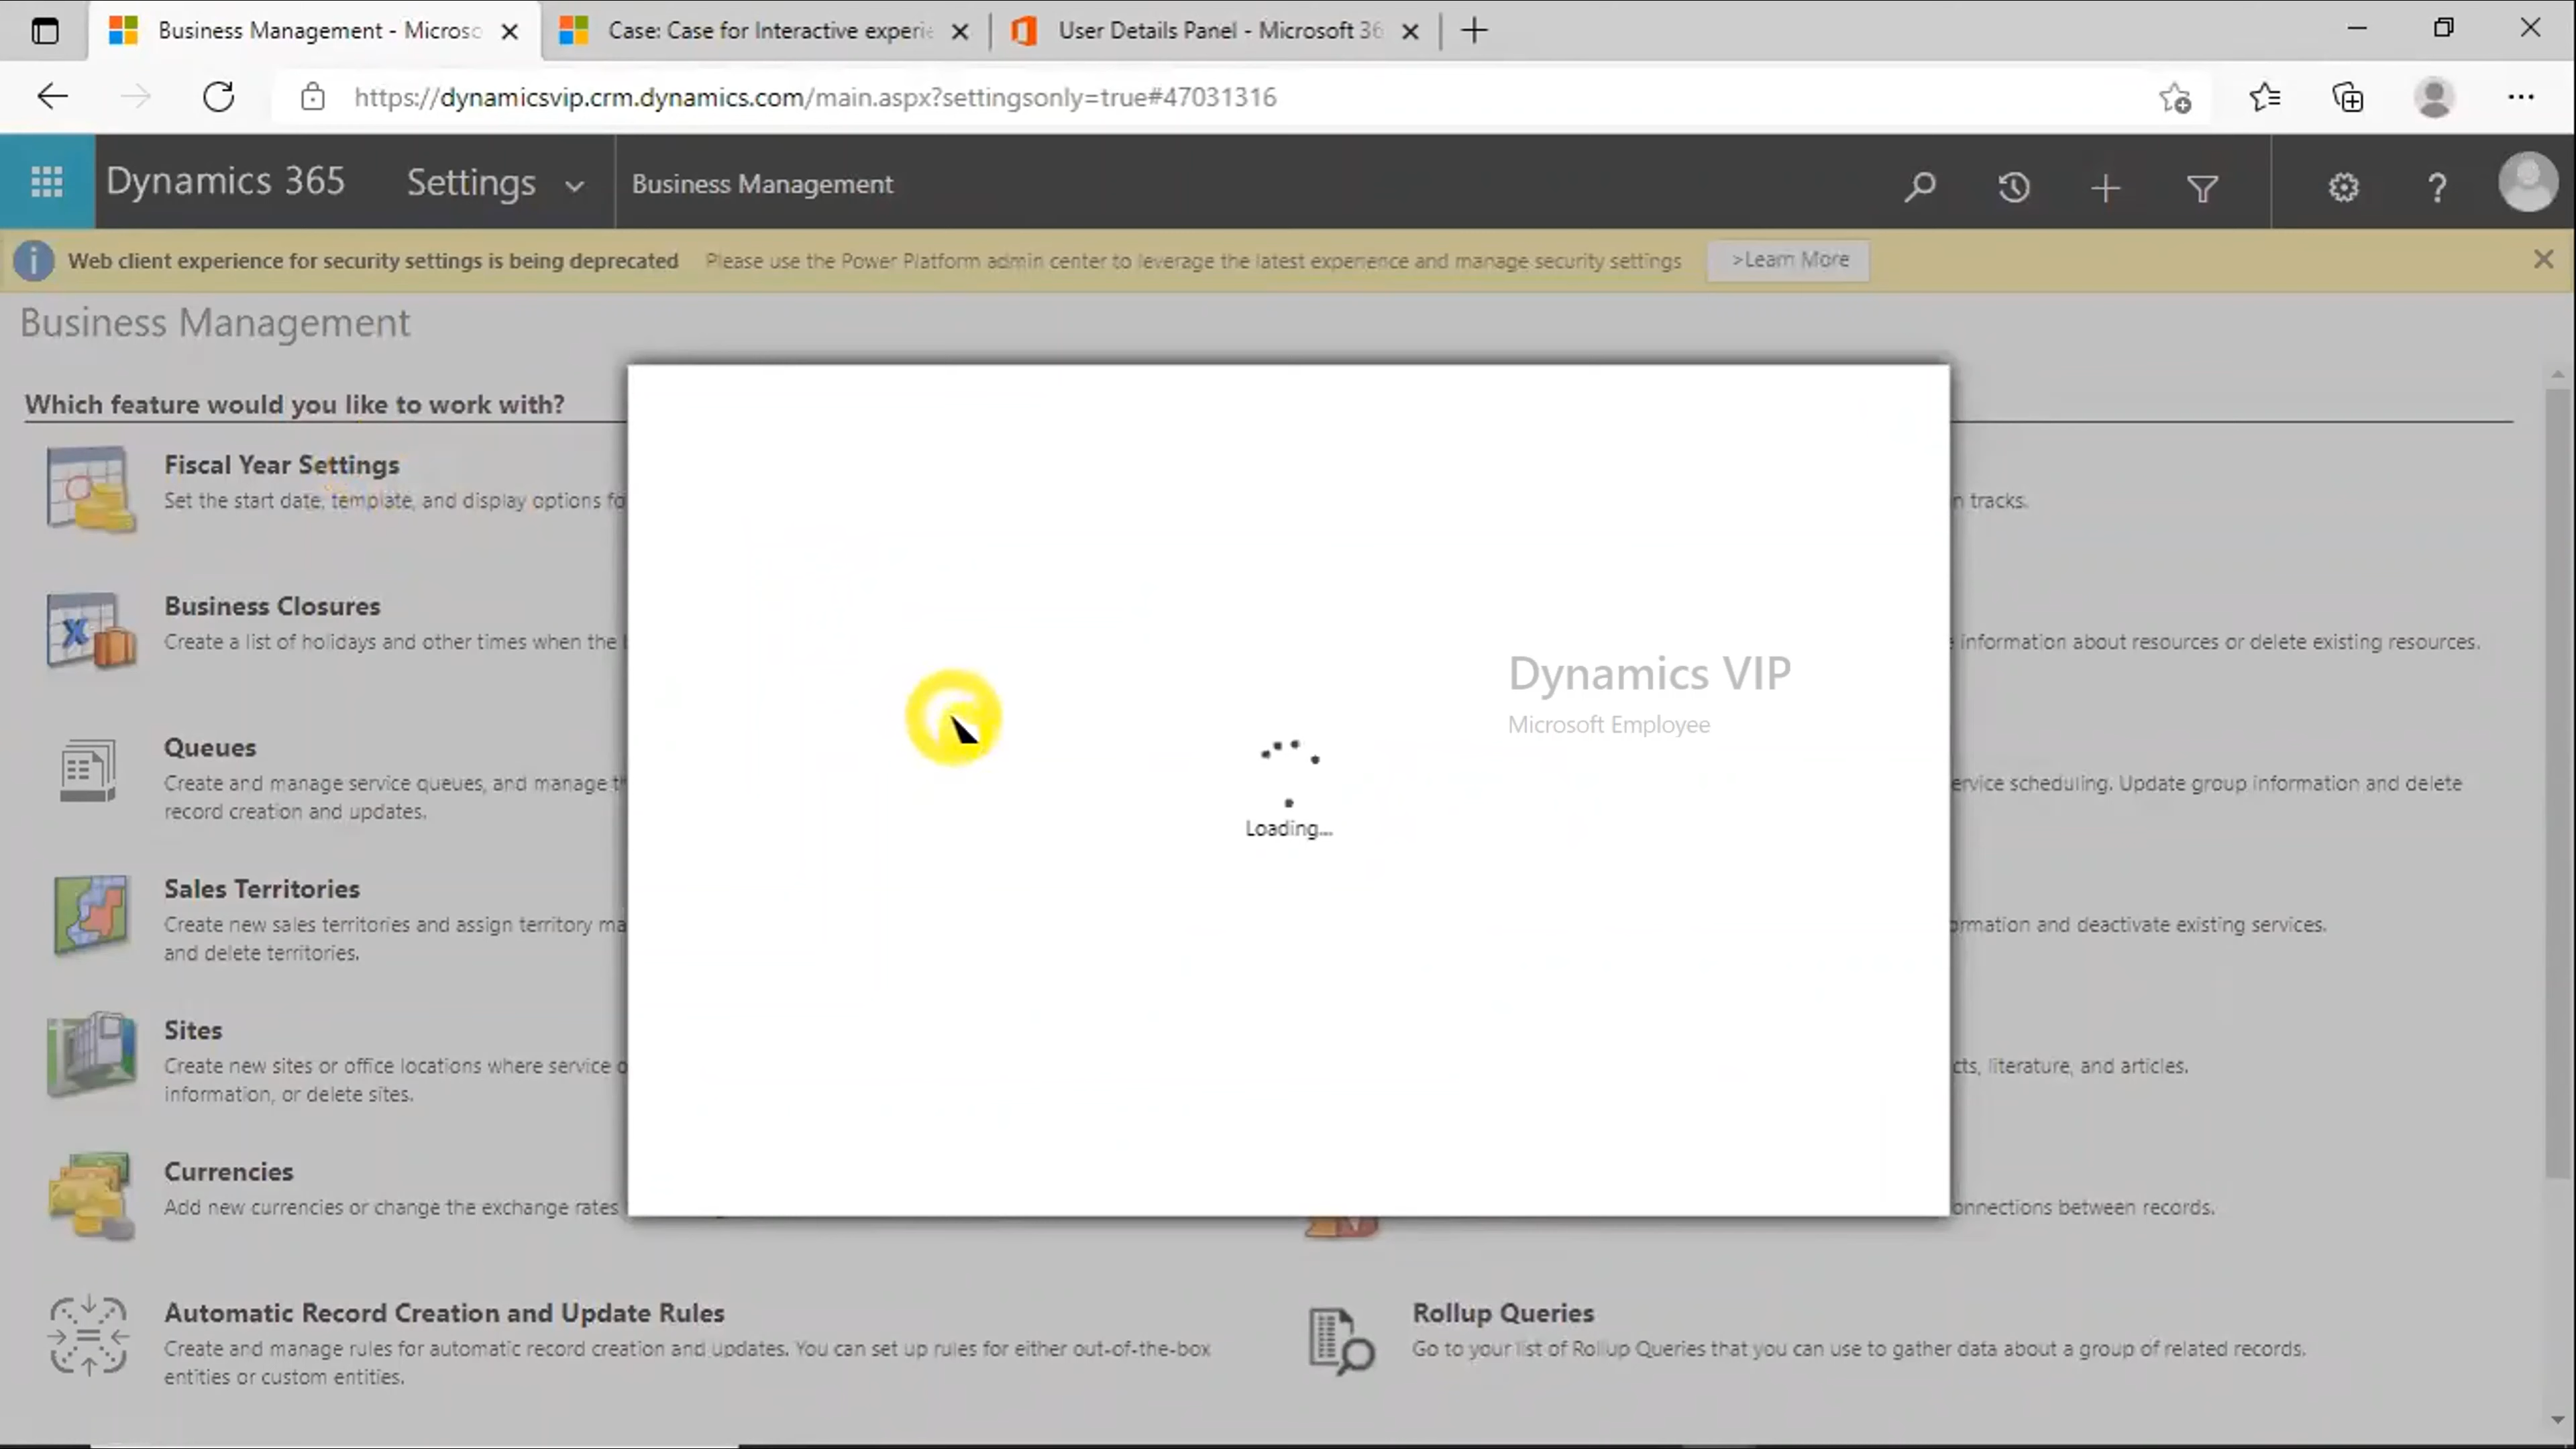 Business Management - Microso
Case: Case for Interactive experie
User Details Panel - Microsoft 36
https://dynamicsvip.crm.dynamics.com/main.aspx?settingsonly=true#47031316
Dynamics 365
Settings
Business Management
Web client experience for security settings is being deprecated
Please use the Power Platform admin center to leverage the latest experience and manage security settings
>Learn More
Business Management
Which feature would you like to work with?
Fiscal Year Settings
Set the start date, template, and display options fo
n tracks.
Business Closures
Create a list of holidays and other times when the
information about resources or delete existing resources.
Queues
Create and manage service queues, and manage th
record creation and updates.
ervice scheduling. Update group information and delete
Sales Territories
Create new sales territories and assign territory ma
and delete territories.
ormation and deactivate existing services.
Sites
Create new sites or office locations where service o
information, or delete sites.
cts, literature, and articles.
Currencies
Add new currencies or change the exchange rates
onnections between records.
Automatic Record Creation and Update Rules
Create and manage rules for automatic record creation and updates. You can set up rules for either out-of-the-box
entities or custom entities.
Rollup Queries
Go to your list of Rollup Queries that you can use to gather data about a group of related records.
Dynamics VIP
Microsoft Employee
Loading...